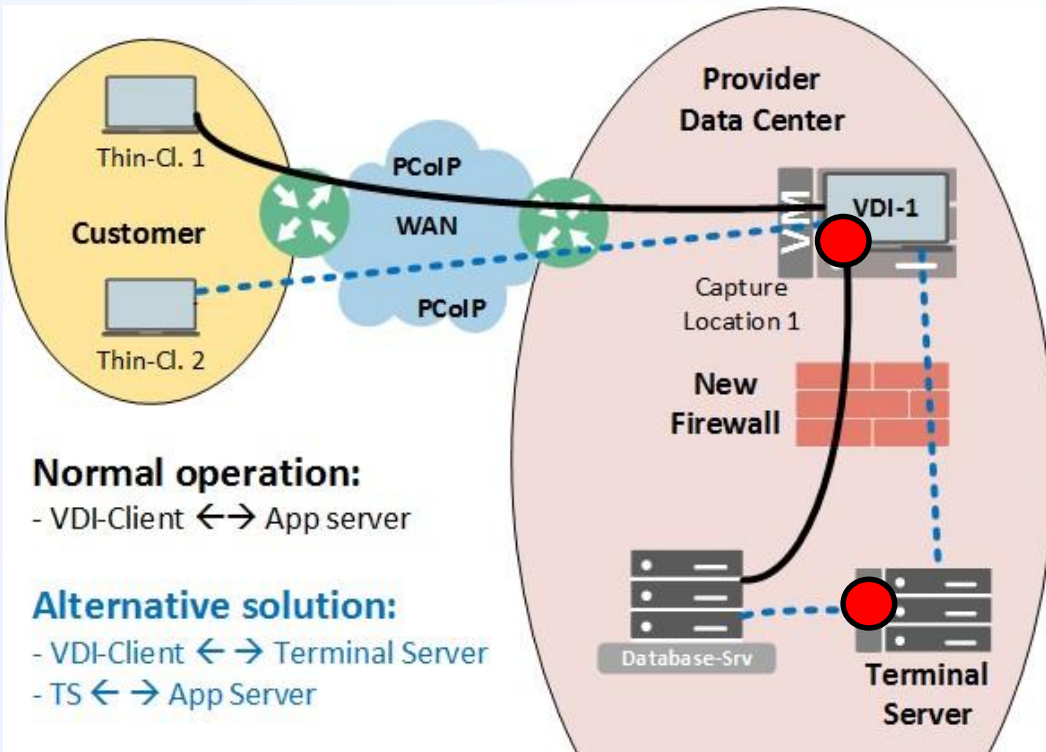 Provider
Data Center
Thin-Cl. 1
PCoIP
Customer
WAN
VM
VDI-1
PCoIP
Thin-Cl. 2
Capture
Location 1
New
Firewall
Normal operation:
- VDI-Client ←→ App server
Alternative solution:
- VDI-Client ← → Terminal Server
- TS ← → App Server
Database-Srv
Terminal
Server